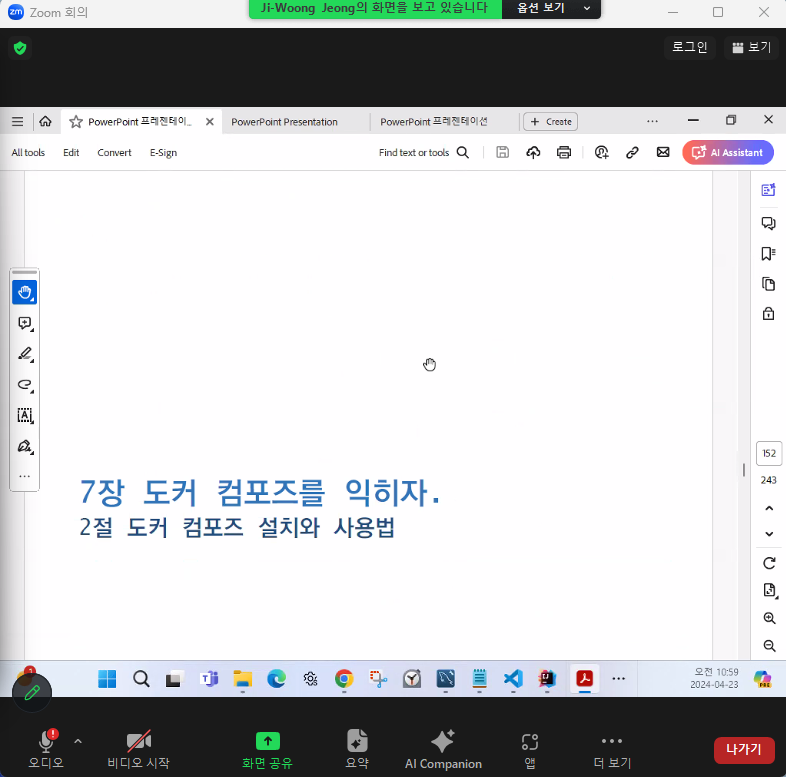 zm Zoom 회의
Ji-Woong Jeong의 화면을 보고 있습니다
옵션 보기
로그인
보기
PowerPoint 프레젠테이...
PowerPoint Presentation
PowerPoint 프레젠테이션
+ Create
All tools
Edit
Convert
E-Sign
Find text or tools
AI Assistant
7장 도커 컴포즈를 익히자.
2절 도커 컴포즈 설치와 사용법
152
243
오전 10:59
2024-04-23
오디오
비디오 시작
화면 공유
요약
AI Companion
앱
더 보기
나가기